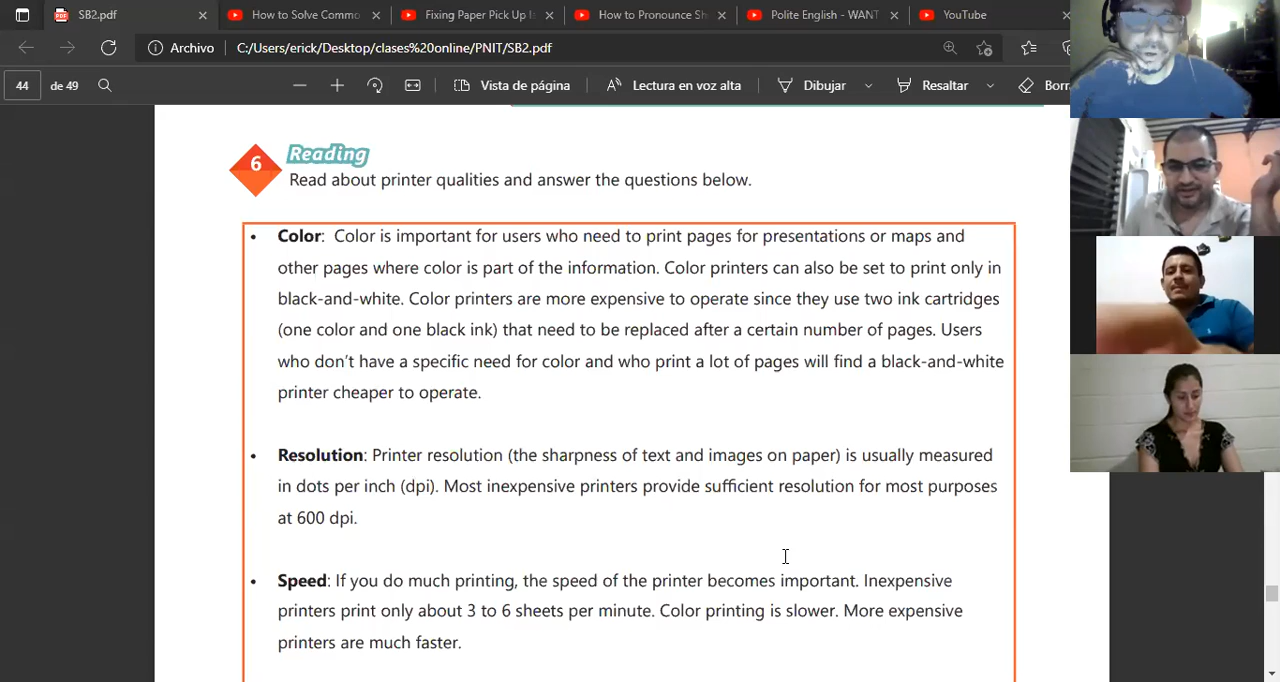 SB2.pdf
How to Solve Commo
Fixing Paper Pick Up Is
How to Pronounce Sh
Polite English - WANT
YouTube
Archivo
C:/Users/erick/Desktop/clases%20online/PNIT/SB2.pdf
44 de 49
Vista de página
Lectura en voz alta
Dibujar
Resaltar
Borr
6 Reading
Read about printer qualities and answer the questions below.
• Color: Color is important for users who need to print pages for presentations or maps and
other pages where color is part of the information. Color printers can also be set to print only in
black-and-white. Color printers are more expensive to operate since they use two ink cartridges
(one color and one black ink) that need to be replaced after a certain number of pages. Users
who don't have a specific need for color and who print a lot of pages will find a black-and-white
printer cheaper to operate.
• Resolution: Printer resolution (the sharpness of text and images on paper) is usually measured
in dots per inch (dpi). Most inexpensive printers provide sufficient resolution for most purposes
at 600 dpi.
• Speed: If you do much printing, the speed of the printer becomes important. Inexpensive
printers print only about 3 to 6 sheets per minute. Color printing is slower. More expensive
printers are much faster.